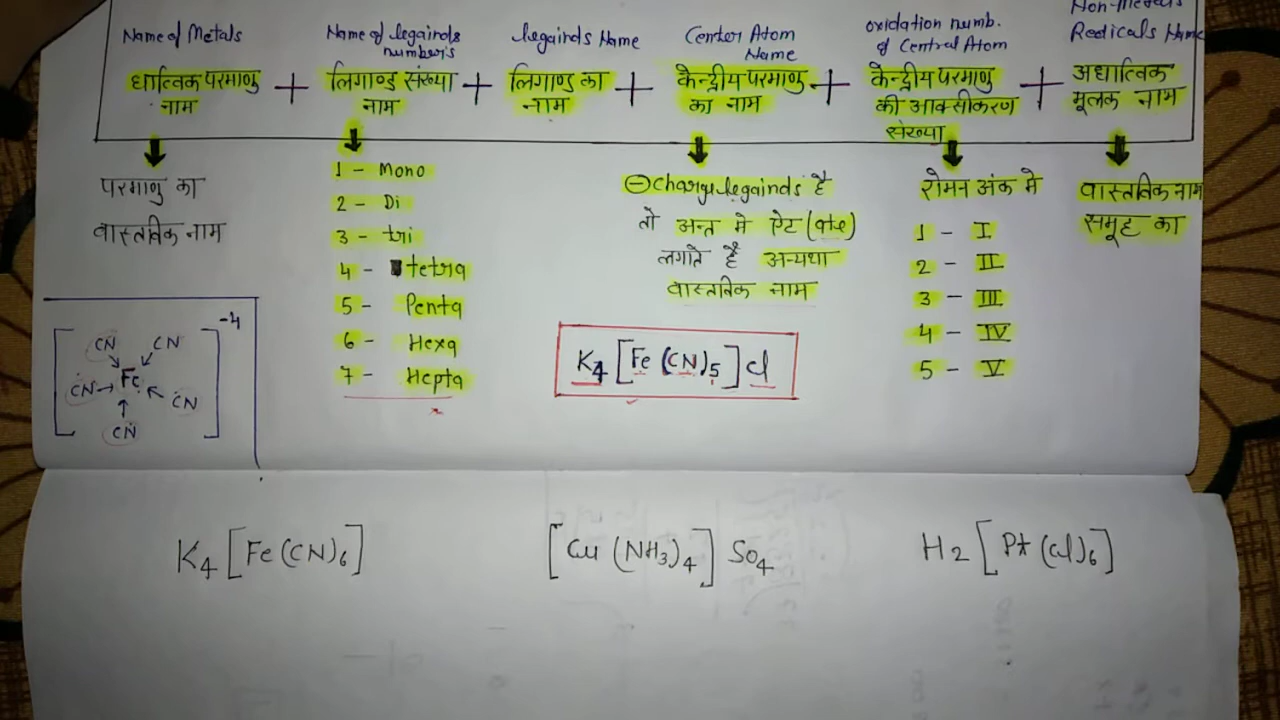 Name of Metals
धात्विक परमाणु
नाम
+
Name of legainds
number's
लिगाण्ड संख्या
नाम
+
legainds Name
लिगाण्ड का
नाम
+
Center Atom
Name
केन्द्रीय परमाणु
का नाम
+
oxidation numb.
of Central Atom
केन्द्रीय परमाणु
की आक्सीकरण
संख्या
+
Non-Metals
Redicals Name
अधात्विक
मूलक नाम
परमाणु का
वास्तविक नाम
1 - Mono
2 - Di
3 - tri
4 - tetra
5 - Penta
6 - Hexa
7 - Hepta
⊖ charge legainds है
तो अन्त मे ऐट (ate)
लगाते है अन्यथा
वास्तविक नाम
रोमन अंक मे
1 - I
2 - II
3 - III
4 - IV
5 - V
वास्तविक नाम
समूह का
-4
CN CN
CN Fe CN
CN
K4 [Fe (CN)5] Cl
K4 [Fe (CN)6]
[Cu (NH3)4] SO4
H2 [Pt (Cl)6]